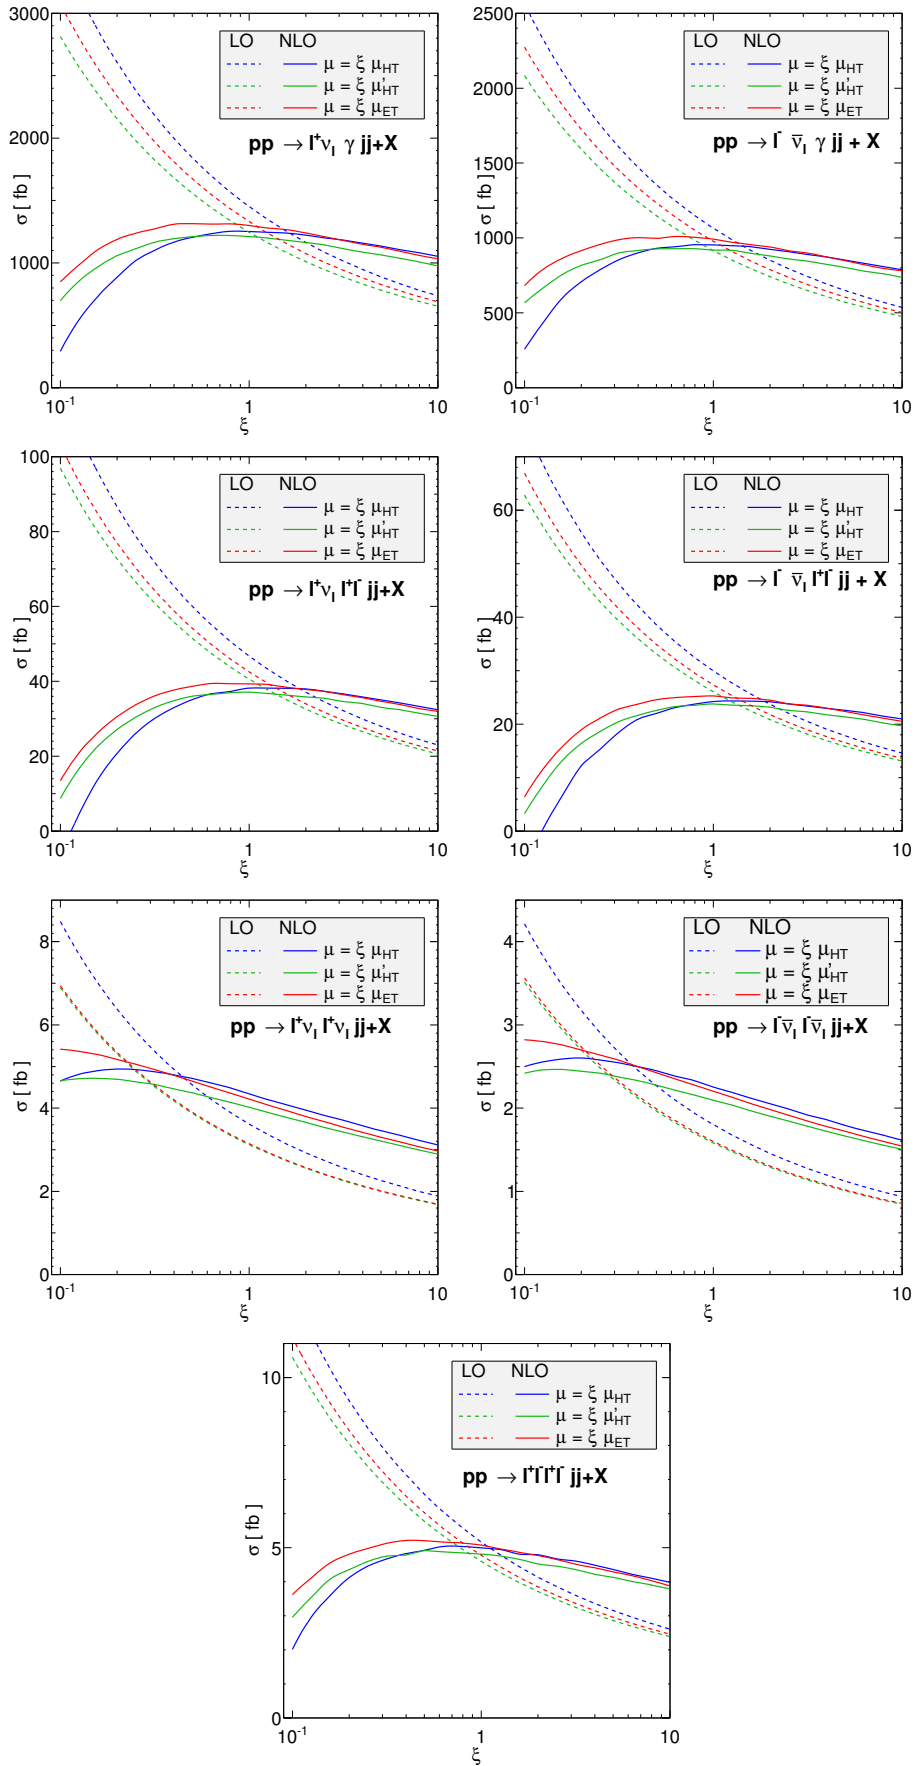 3000
2000
1000
0
σ [ fb]
LO NLO
μ = ξ μHT
μ = ξ μ'HT
μ = ξ μET
pp → l⁺νl γ jj+X
10⁻¹ 1 10
ξ
2500
2000
1500
1000
500
0
σ [ fb]
LO NLO
μ = ξ μHT
μ = ξ μ'HT
μ = ξ μET
pp → l⁻ ν̅l γ jj + X
10⁻¹ 1 10
ξ
100
80
60
40
20
0
σ [ fb]
LO NLO
μ = ξ μHT
μ = ξ μ'HT
μ = ξ μET
pp → l⁺νl l⁺l⁻ jj+X
10⁻¹ 1 10
ξ
60
40
20
0
σ [ fb]
LO NLO
μ = ξ μHT
μ = ξ μ'HT
μ = ξ μET
pp → l⁻ ν̅l l⁺l⁻ jj + X
10⁻¹ 1 10
ξ
8
6
4
2
0
σ [ fb]
LO NLO
μ = ξ μHT
μ = ξ μ'HT
μ = ξ μET
pp → l⁺νl l⁺νl jj+X
10⁻¹ 1 10
ξ
4
3
2
1
0
σ [ fb]
LO NLO
μ = ξ μHT
μ = ξ μ'HT
μ = ξ μET
pp → l⁻ν̅l l⁻ν̅l jj+X
10⁻¹ 1 10
ξ
10
5
0
σ [ fb]
LO NLO
μ = ξ μHT
μ = ξ μ'HT
μ = ξ μET
pp → l⁺l⁻l⁺l⁻ jj+X
10⁻¹ 1 10
ξ